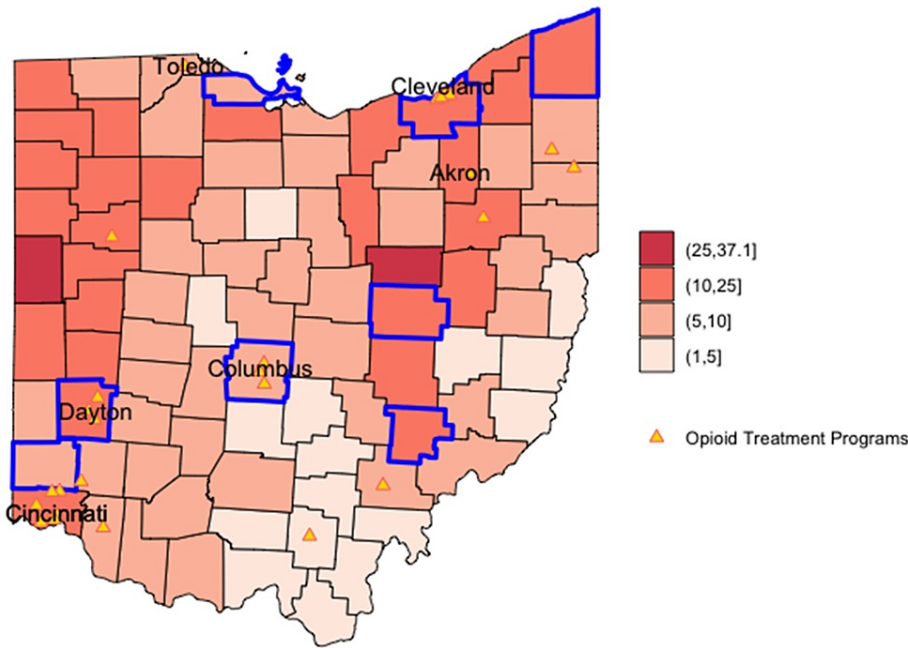 Toledo
Cleveland
Akron
(25,37.1]
(10,25]
(5,10]
(1,5]
Columbus
Dayton
Opioid Treatment Programs
Cincinnati